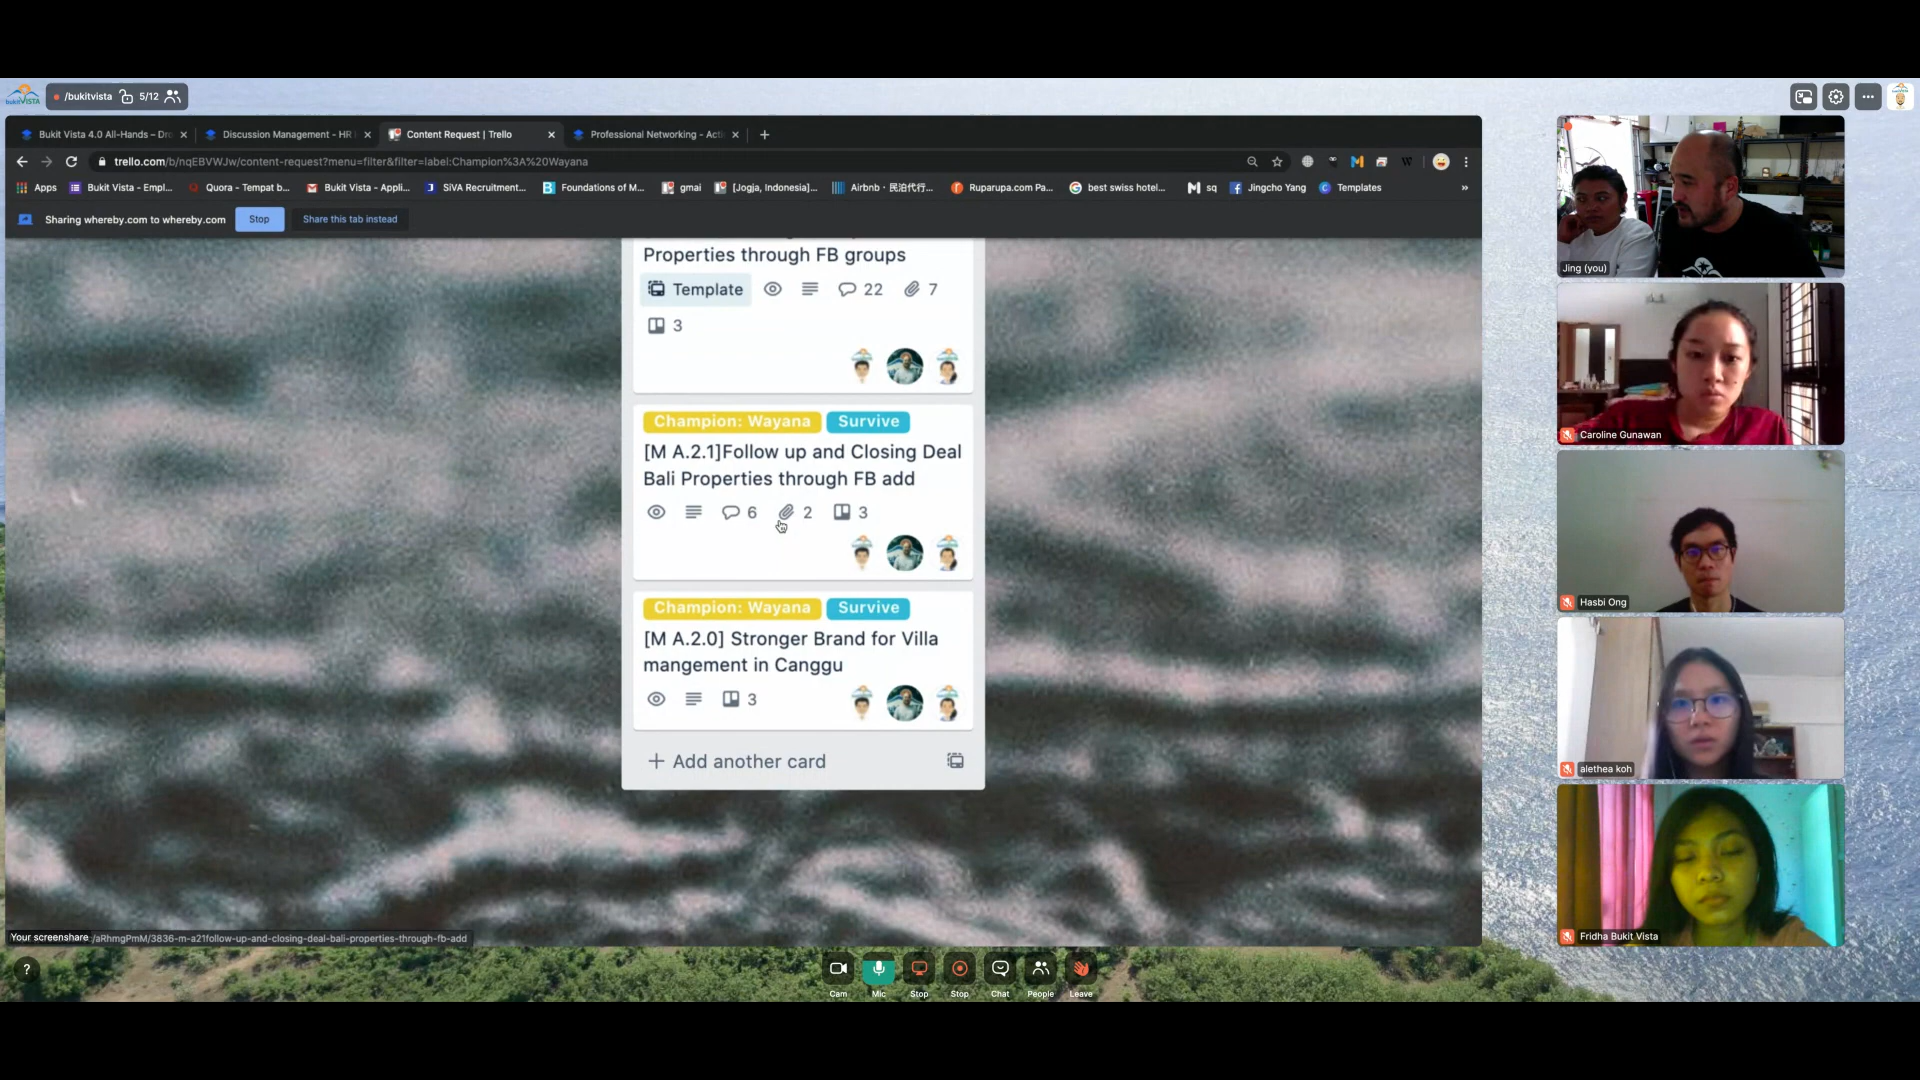 bukitVISTA
/bukitvista 5/12
Bukit Vista 4.0 All-Hands – Dr
Discussion Management - HR
Content Request | Trello
Professional Networking - Acti
trello.com/b/nqEBVWJw/content-request?menu=filter&filter=label:Champion%3A%20Wayana
Apps
Bukit Vista - Empl...
Quora - Tempat b...
Bukit Vista - Appli...
SiVA Recruitment...
Foundations of M...
gmai
[Jogja, Indonesia]...
Airbnb・民泊代行...
Ruparupa.com Pa...
best swiss hotel...
sq
Jingcho Yang
Templates
»
Sharing whereby.com to whereby.com
Stop
Share this tab instead
Properties through FB groups
Template 22 7
3
Champion: Wayana Survive
[M A.2.1]Follow up and Closing Deal
Bali Properties through FB add
6 2 3
Champion: Wayana Survive
[M A.2.0] Stronger Brand for Villa
mangement in Canggu
3
+ Add another card
Your screenshare
/aRhmgPmM/3836-m-a21follow-up-and-closing-deal-bali-properties-through-fb-add
Jing (you)
Caroline Gunawan
Hasbi Ong
alethea koh
Fridha Bukit Vista
?
Cam
Mic
Stop
Stop
Chat
People
Leave